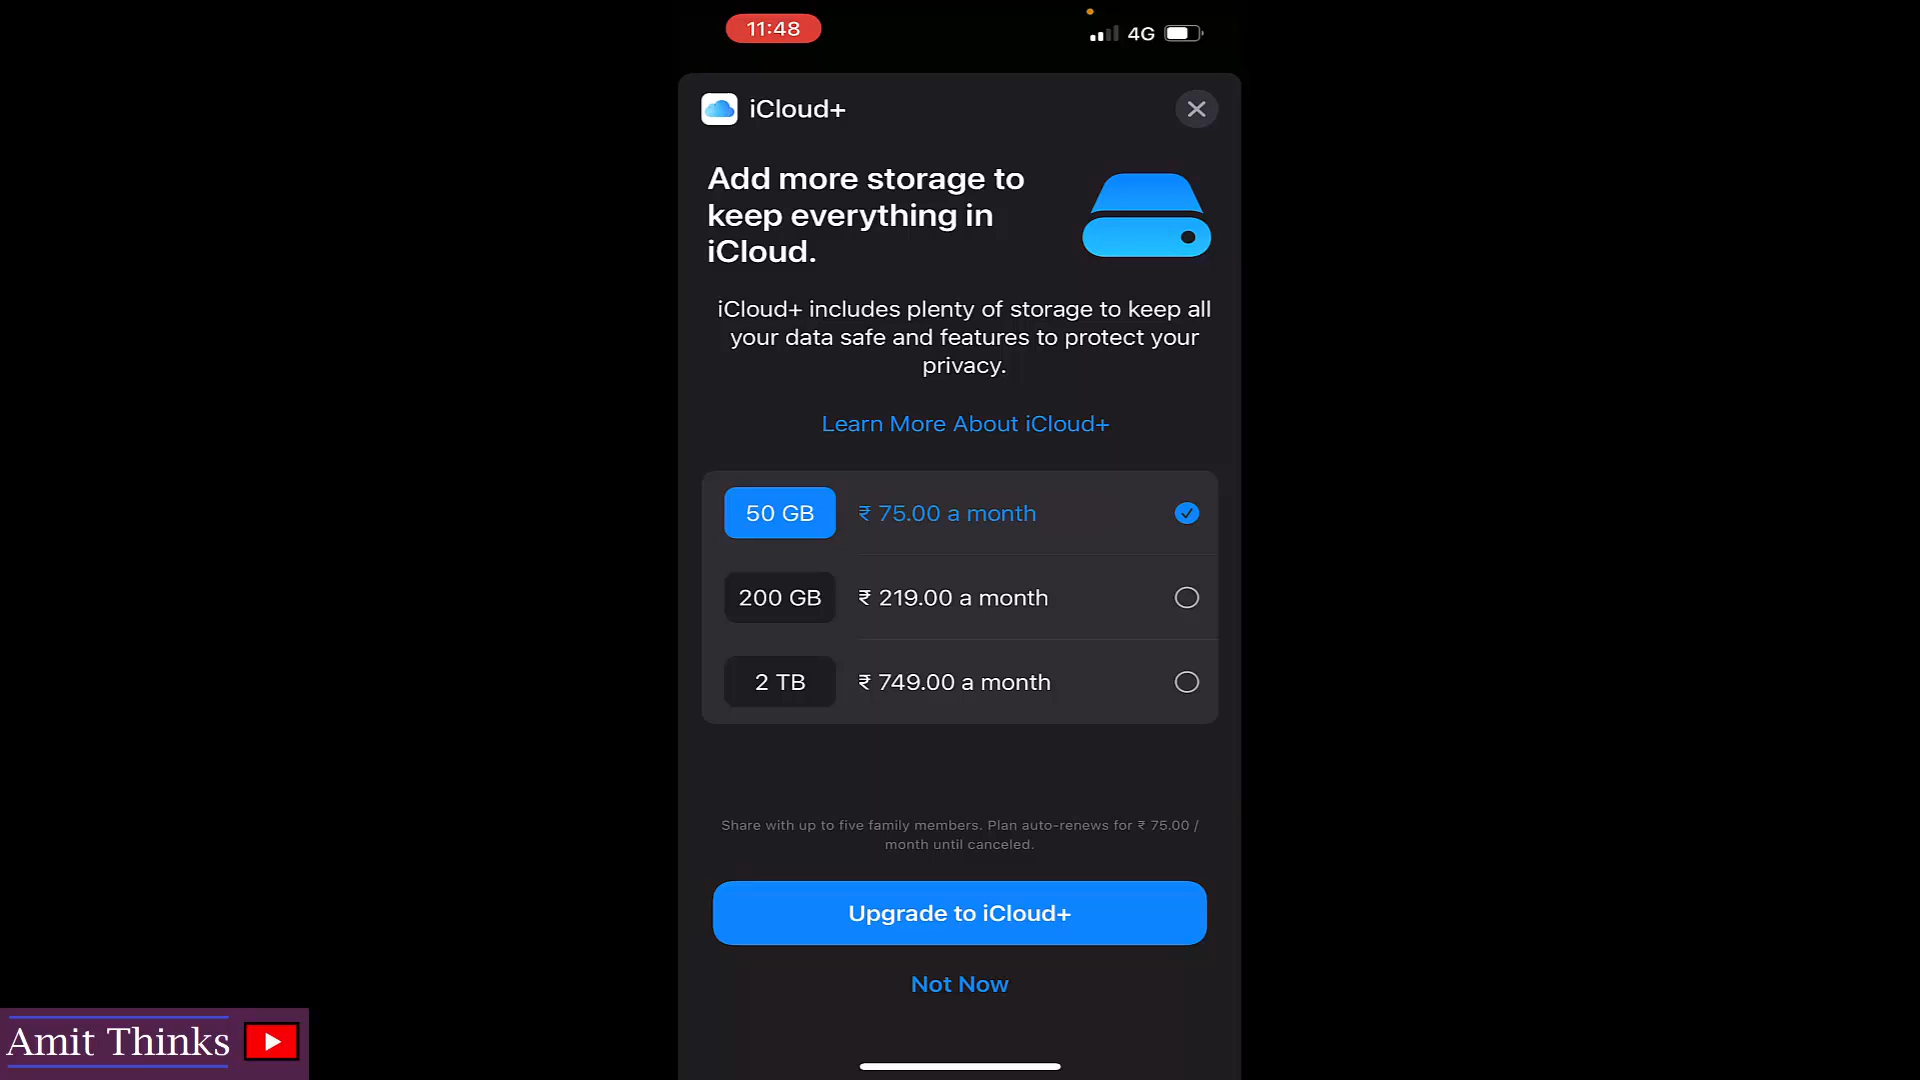 11:48
4G
iCloud+
Add more storage to
keep everything in
iCloud.
iCloud+ includes plenty of storage to keep all
your data safe and features to protect your
privacy.
Learn More About iCloud+
50 GB ₹ 75.00 a month
200 GB ₹ 219.00 a month
2 TB ₹ 749.00 a month
Share with up to five family members. Plan auto-renews for ₹ 75.00 /
month until canceled.
Upgrade to iCloud+
Not Now
Amit Thinks